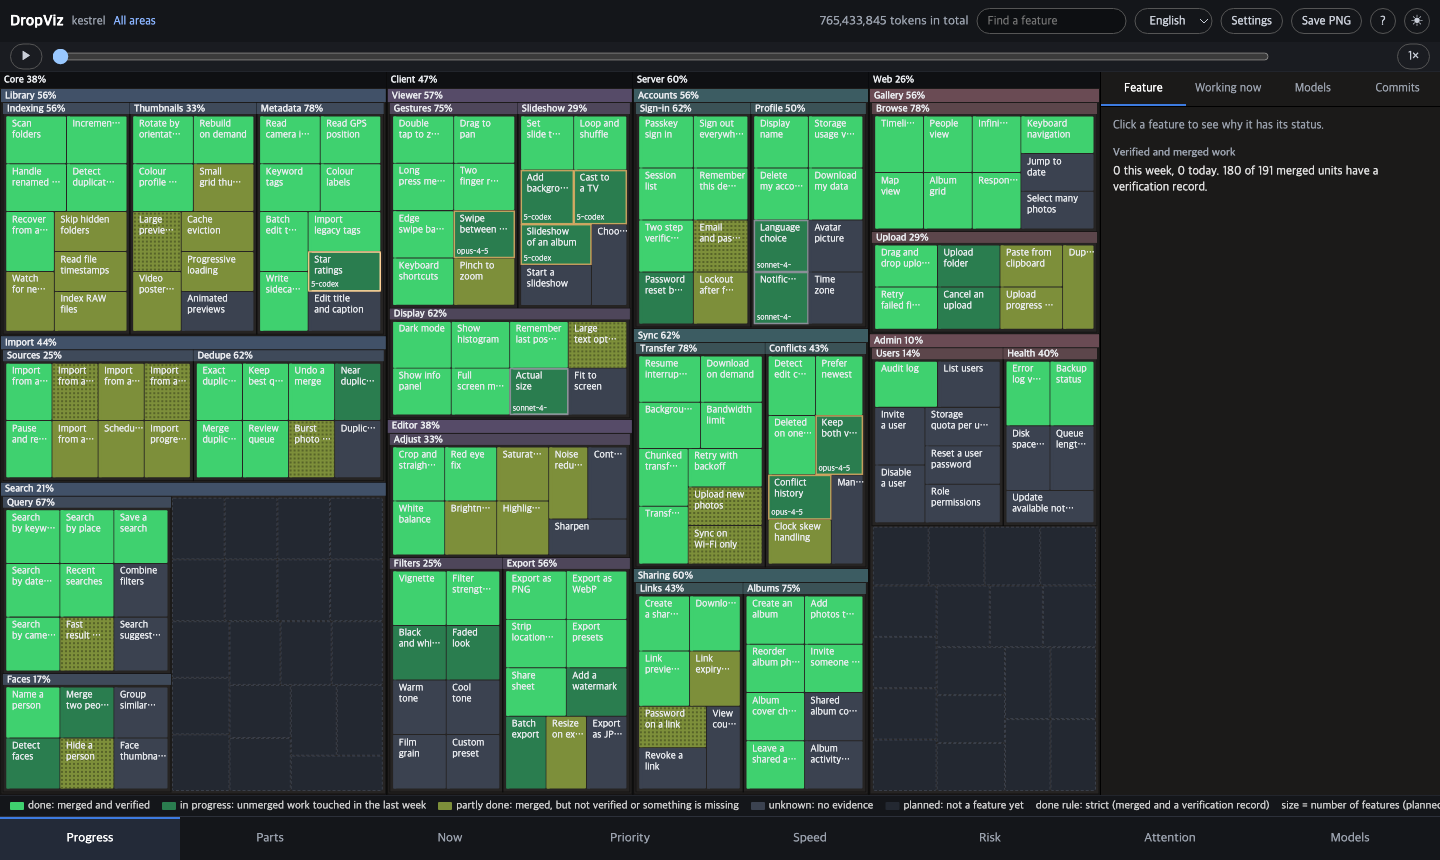 DropViz kestrel All areas
765,433,845 tokens in total
Find a feature
English
Settings
Save PNG
?
1×
Core 38%
Library 56%
Indexing 56%
Scan folders
Incremen…
Handle renamed …
Detect duplicat…
Recover from a…
Skip hidden folders
Read file timestamps
Watch for ne…
Index RAW files
Thumbnails 33%
Rotate by orientat…
Rebuild on demand
Colour profile …
Small grid thu…
Large previe…
Cache eviction
Progressive loading
Video poster…
Animated previews
Metadata 78%
Read camera i…
Read GPS position
Keyword tags
Colour labels
Batch edit t…
Import legacy tags
Star ratings
5-codex
Write sideca…
Edit title and caption
Import 44%
Sources 25%
Import from a…
Import from a…
Import from a…
Import from a…
Pause and re…
Import from a…
Schedu…
Import progre…
Dedupe 62%
Exact duplic…
Keep best q…
Undo a merge
Near duplic…
Merge duplic…
Review queue
Burst photo …
Duplic…
Search 21%
Query 67%
Search by keyw…
Search by place
Save a search
Search by date…
Recent searches
Combine filters
Search by came…
Fast result …
Search suggest…
Faces 17%
Name a person
Merge two peo…
Group similar…
Detect faces
Hide a person
Face thumbna…
Client 47%
Viewer 57%
Gestures 75%
Double tap to z…
Drag to pan
Long press me…
Two finger r…
Edge swipe ba…
Swipe between …
opus-4-5
Keyboard shortcuts
Pinch to zoom
Slideshow 29%
Set slide t…
Loop and shuffle
Add backgro…
5-codex
Cast to a TV
5-codex
Slideshow of an album
5-codex
Choo…
Start a slideshow
Display 62%
Dark mode
Show histogram
Remember last pos…
Large text opt…
Show info panel
Full screen m…
Actual size
sonnet-4-
Fit to screen
Editor 38%
Adjust 33%
Crop and straigh…
Red eye fix
Saturat…
Noise redu…
Cont…
White balance
Brightn…
Highlig…
Sharpen
Filters 25%
Vignette
Filter strengt…
Black and whi…
Faded look
Warm tone
Cool tone
Film grain
Custom preset
Export 56%
Export as PNG
Export as WebP
Strip location…
Export presets
Share sheet
Add a watermark
Batch export
Resize on ex…
Export as JP…
Server 60%
Accounts 56%
Sign-in 62%
Passkey sign in
Sign out everywh…
Session list
Remember this de…
Two step verific…
Email and pas…
Password reset b…
Lockout after f…
Profile 50%
Display name
Storage usage v…
Delete my acco…
Download my data
Language choice
sonnet-4-
Avatar picture
Notific…
sonnet-4-
Time zone
Sync 62%
Transfer 78%
Resume interrup…
Download on demand
Backgrou…
Bandwidth limit
Chunked transf…
Retry with backoff
Upload new photos
Transf…
Sync on Wi-Fi only
Conflicts 43%
Detect edit c…
Prefer newest
Deleted on one…
Keep both v…
opus-4-5
Conflict history
opus-4-5
Man…
Clock skew handling
Sharing 60%
Links 43%
Create a shar…
Downlo…
Link previe…
Link expiry…
Password on a link
View cou…
Revoke a link
Albums 75%
Create an album
Add photos t…
Reorder album ph…
Invite someone …
Album cover ch…
Shared album co…
Leave a shared a…
Album activity…
Web 26%
Gallery 56%
Browse 78%
Timeli…
People view
Infini…
Keyboard navigation
Jump to date
Map view
Album grid
Respon…
Select many photos
Upload 29%
Drag and drop uplo…
Upload folder
Paste from clipboard
Dup…
Retry failed fi…
Cancel an upload
Upload progress …
Admin 10%
Users 14%
Audit log
List users
Invite a user
Storage quota per u…
Reset a user password
Disable a user
Role permissions
Health 40%
Error log v…
Backup status
Disk space…
Queue lengt…
Update available not…
Feature
Working now
Models
Commits
Click a feature to see why it has its status.
Verified and merged work
0 this week, 0 today. 180 of 191 merged units have a
verification record.
done: merged and verified
in progress: unmerged work touched in the last week
partly done: merged, but not verified or something is missing
unknown: no evidence
planned: not a feature yet
done rule: strict (merged and a verification record)
size = number of features (planned
Progress
Parts
Now
Priority
Speed
Risk
Attention
Models